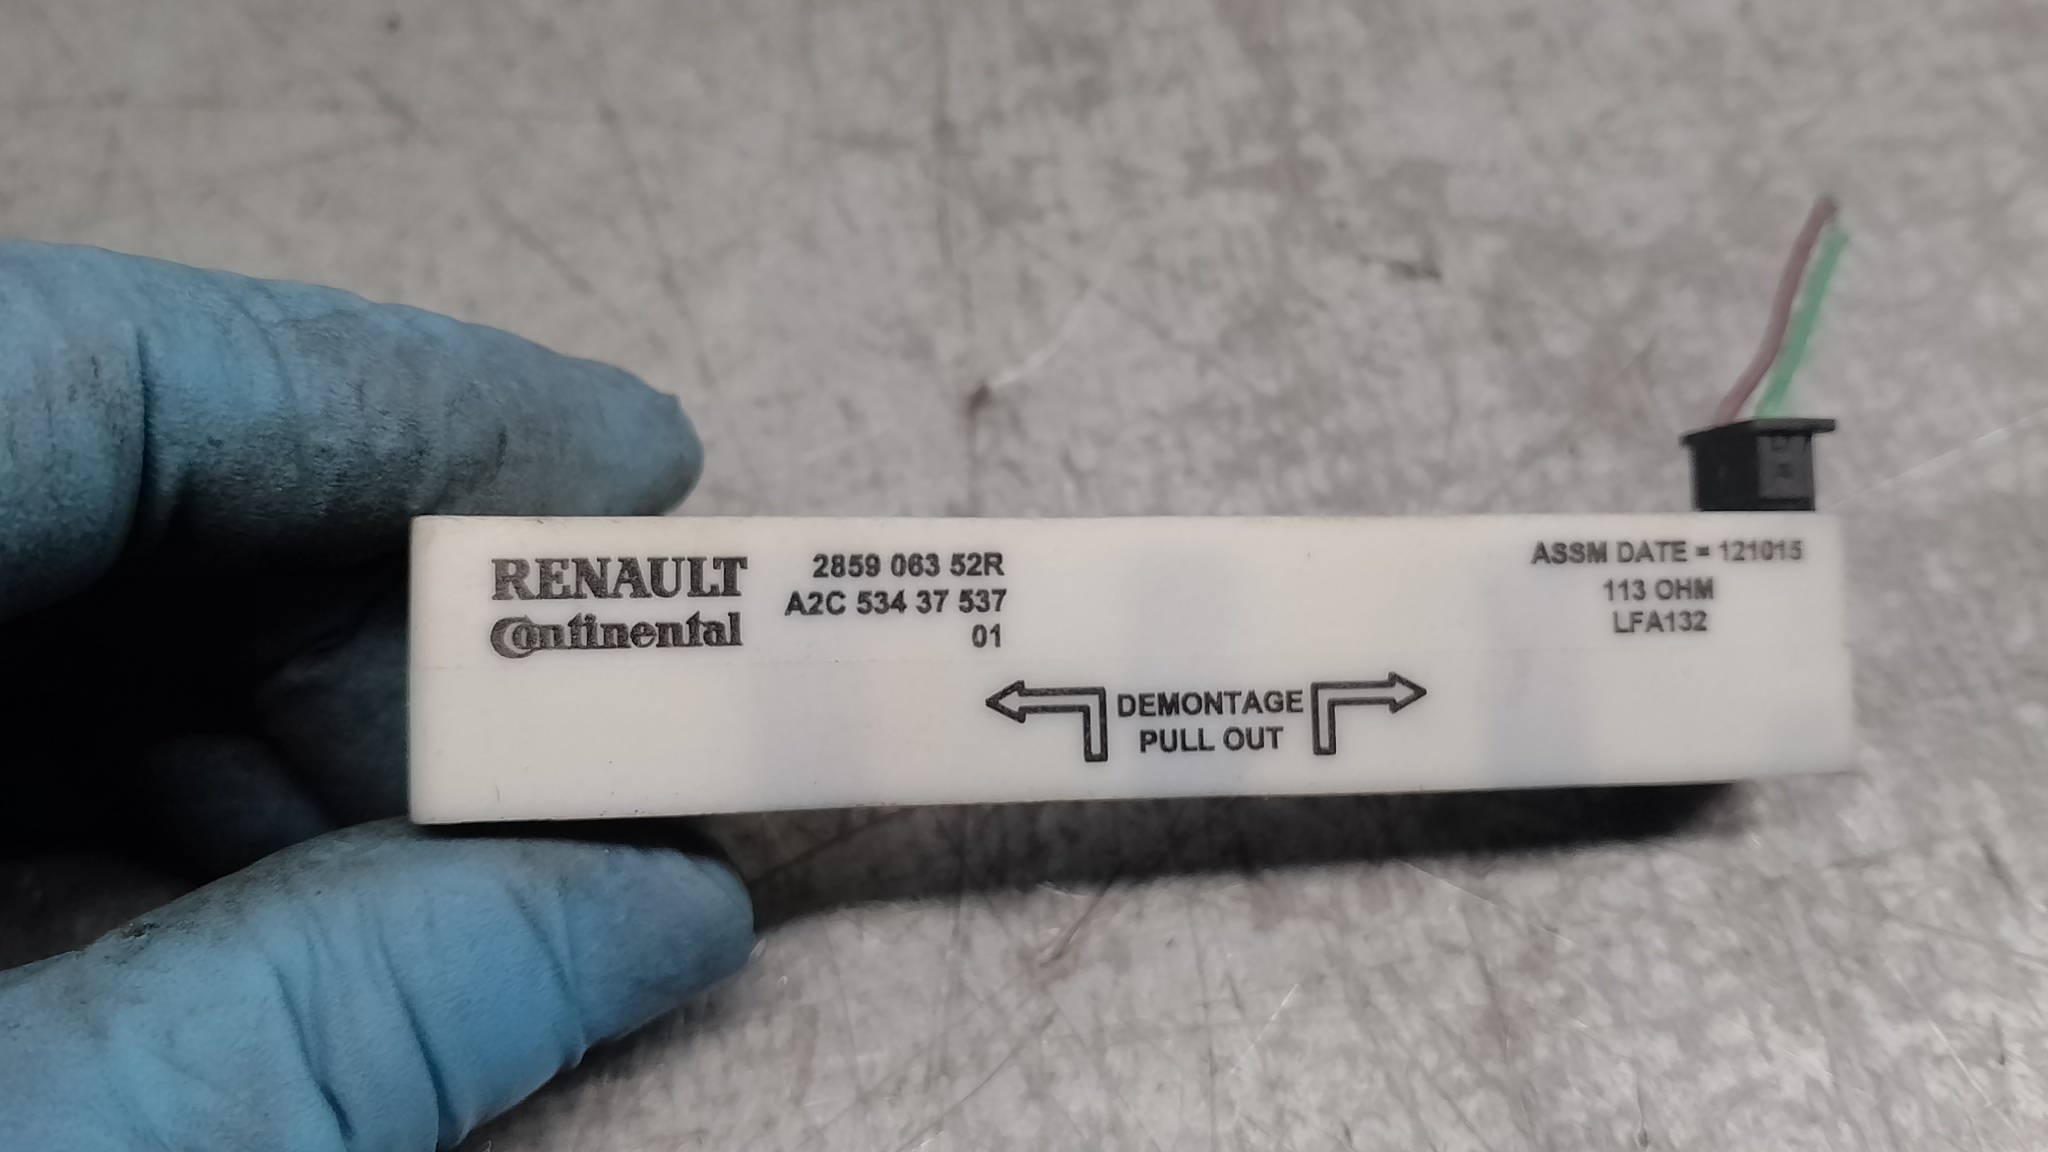 RENAULT
Continental
2859 063 52R
A2C 534 37 537
01
ASSM DATE = 121015
113 OHM
LFA132
DEMONTAGE
PULL OUT